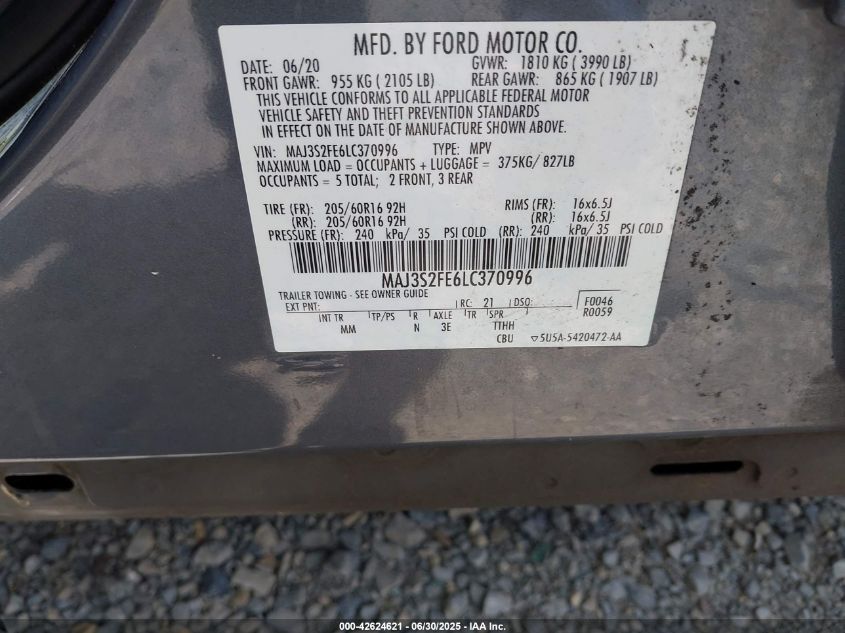 MFD. BY FORD MOTOR CO.
DATE: 06/20 GVWR: 1810 KG ( 3990 LB)
FRONT GAWR: 955 KG ( 2105 LB) REAR GAWR: 865 KG ( 1907 LB)
THIS VEHICLE CONFORMS TO ALL APPLICABLE FEDERAL MOTOR
VEHICLE SAFETY AND THEFT PREVENTION STANDARDS
IN EFFECT ON THE DATE OF MANUFACTURE SHOWN ABOVE.
VIN: MAJ3S2FE6LC370996 TYPE: MPV
MAXIMUM LOAD = OCCUPANTS + LUGGAGE = 375KG/ 827LB
OCCUPANTS = 5 TOTAL; 2 FRONT, 3 REAR
TIRE (FR): 205/60R16 92H RIMS (FR): 16x6.5J
(RR): 205/60R16 92H (RR): 16x6.5J
PRESSURE (FR): 240 kPa/ 35 PSI COLD (RR): 240 kPa/ 35 PSI COLD
MAJ3S2FE6LC370996
TRAILER TOWING - SEE OWNER GUIDE
EXT PNT: RC: 21 DSO: F0046
R0059
INT TR TP/PS R AXLE TR SPR
MM N 3E TTHH
CBU ▽5U5A-5420472-AA
000-42624621 - 06/30/2025 - IAA Inc.